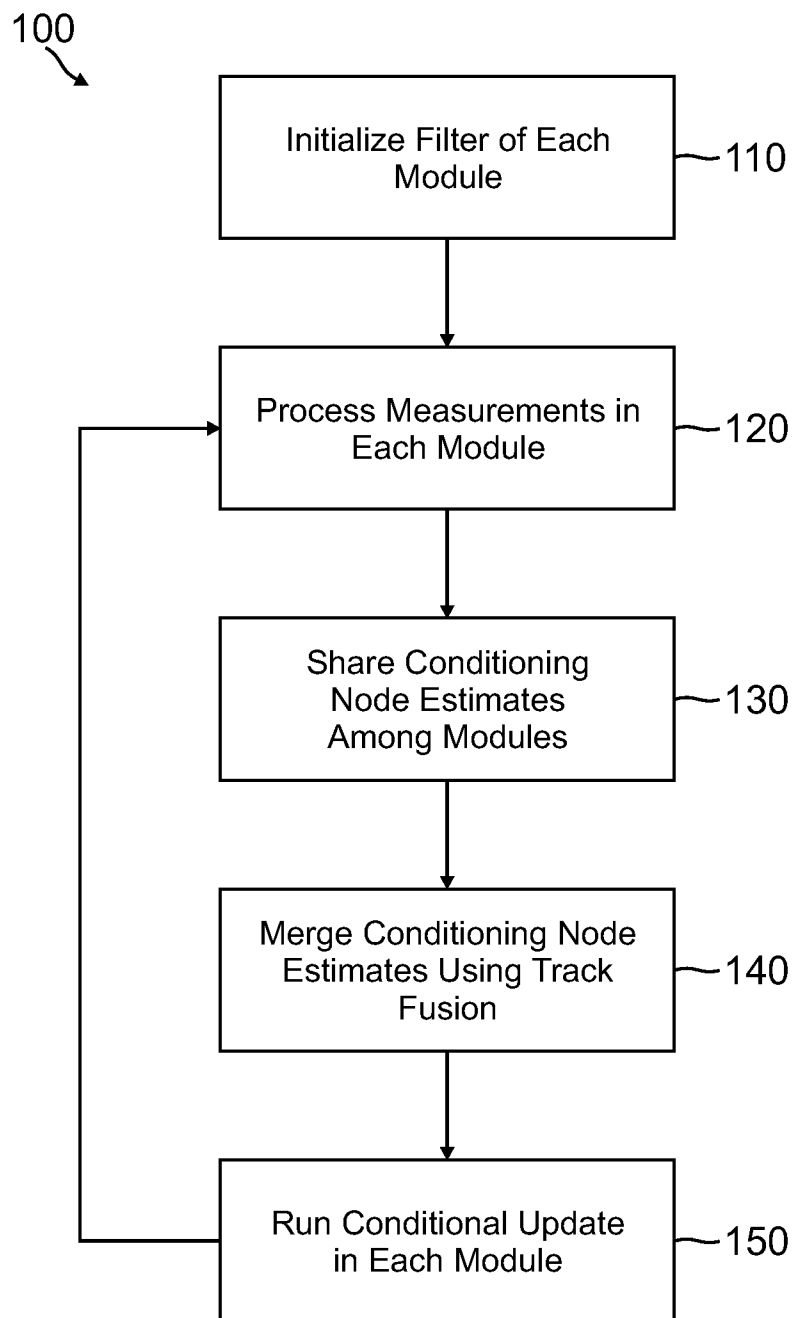 100
Initialize Filter of Each
Module
110
Process Measurements in
Each Module
120
Share Conditioning
Node Estimates
Among Modules
130
Merge Conditioning Node
Estimates Using Track
Fusion
140
Run Conditional Update
in Each Module
150